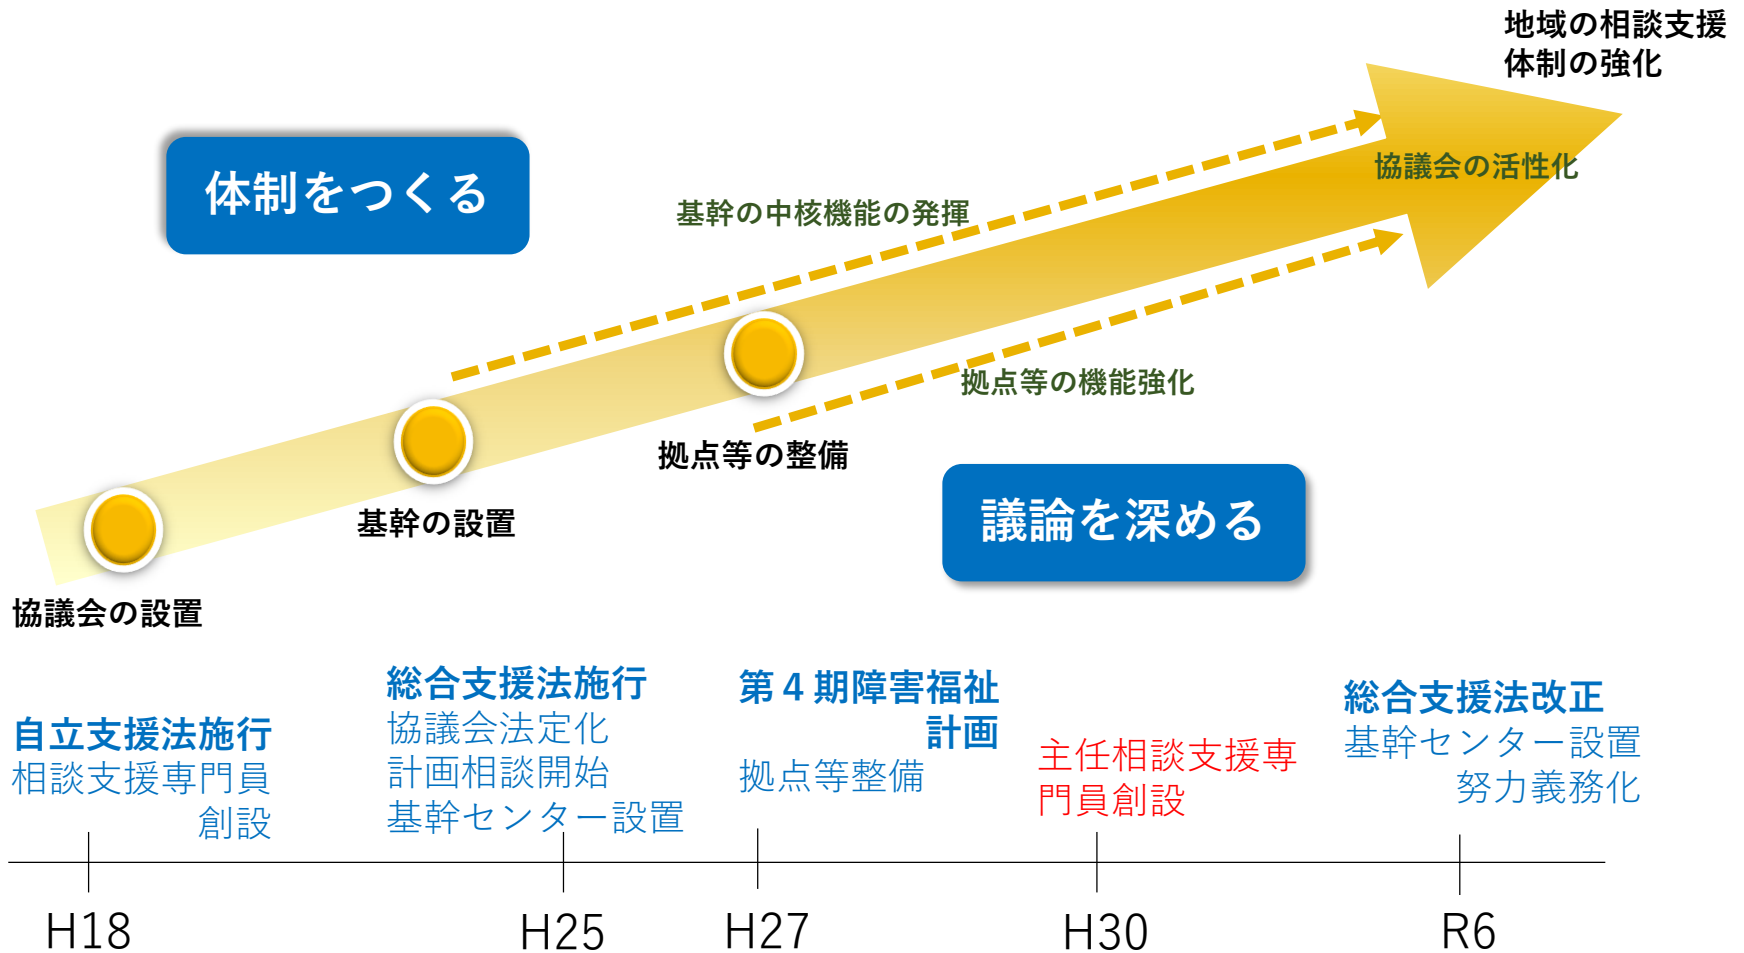 地域の相談支援
体制の強化
体制をつくる
協議会の活性化
基幹の中核機能の発揮
拠点等の機能強化
拠点等の整備
議論を深める
基幹の設置
協議会の設置
自立支援法施行
相談支援専門員
創設
総合支援法施行
協議会法定化
計画相談開始
基幹センター設置
第４期障害福祉
計画
拠点等整備
主任相談支援専
門員創設
総合支援法改正
基幹センター設置
努力義務化
H18
H25
H27
H30
R6